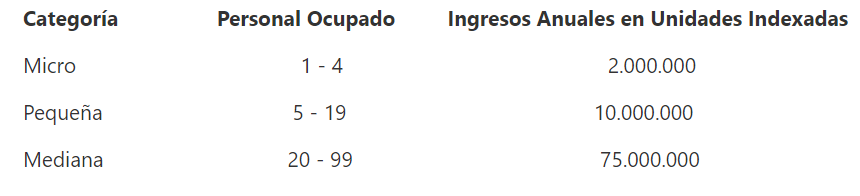 Categoría Personal Ocupado Ingresos Anuales en Unidades Indexadas
Micro 1 - 4 2.000.000
Pequeña 5 - 19 10.000.000
Mediana 20 - 99 75.000.000